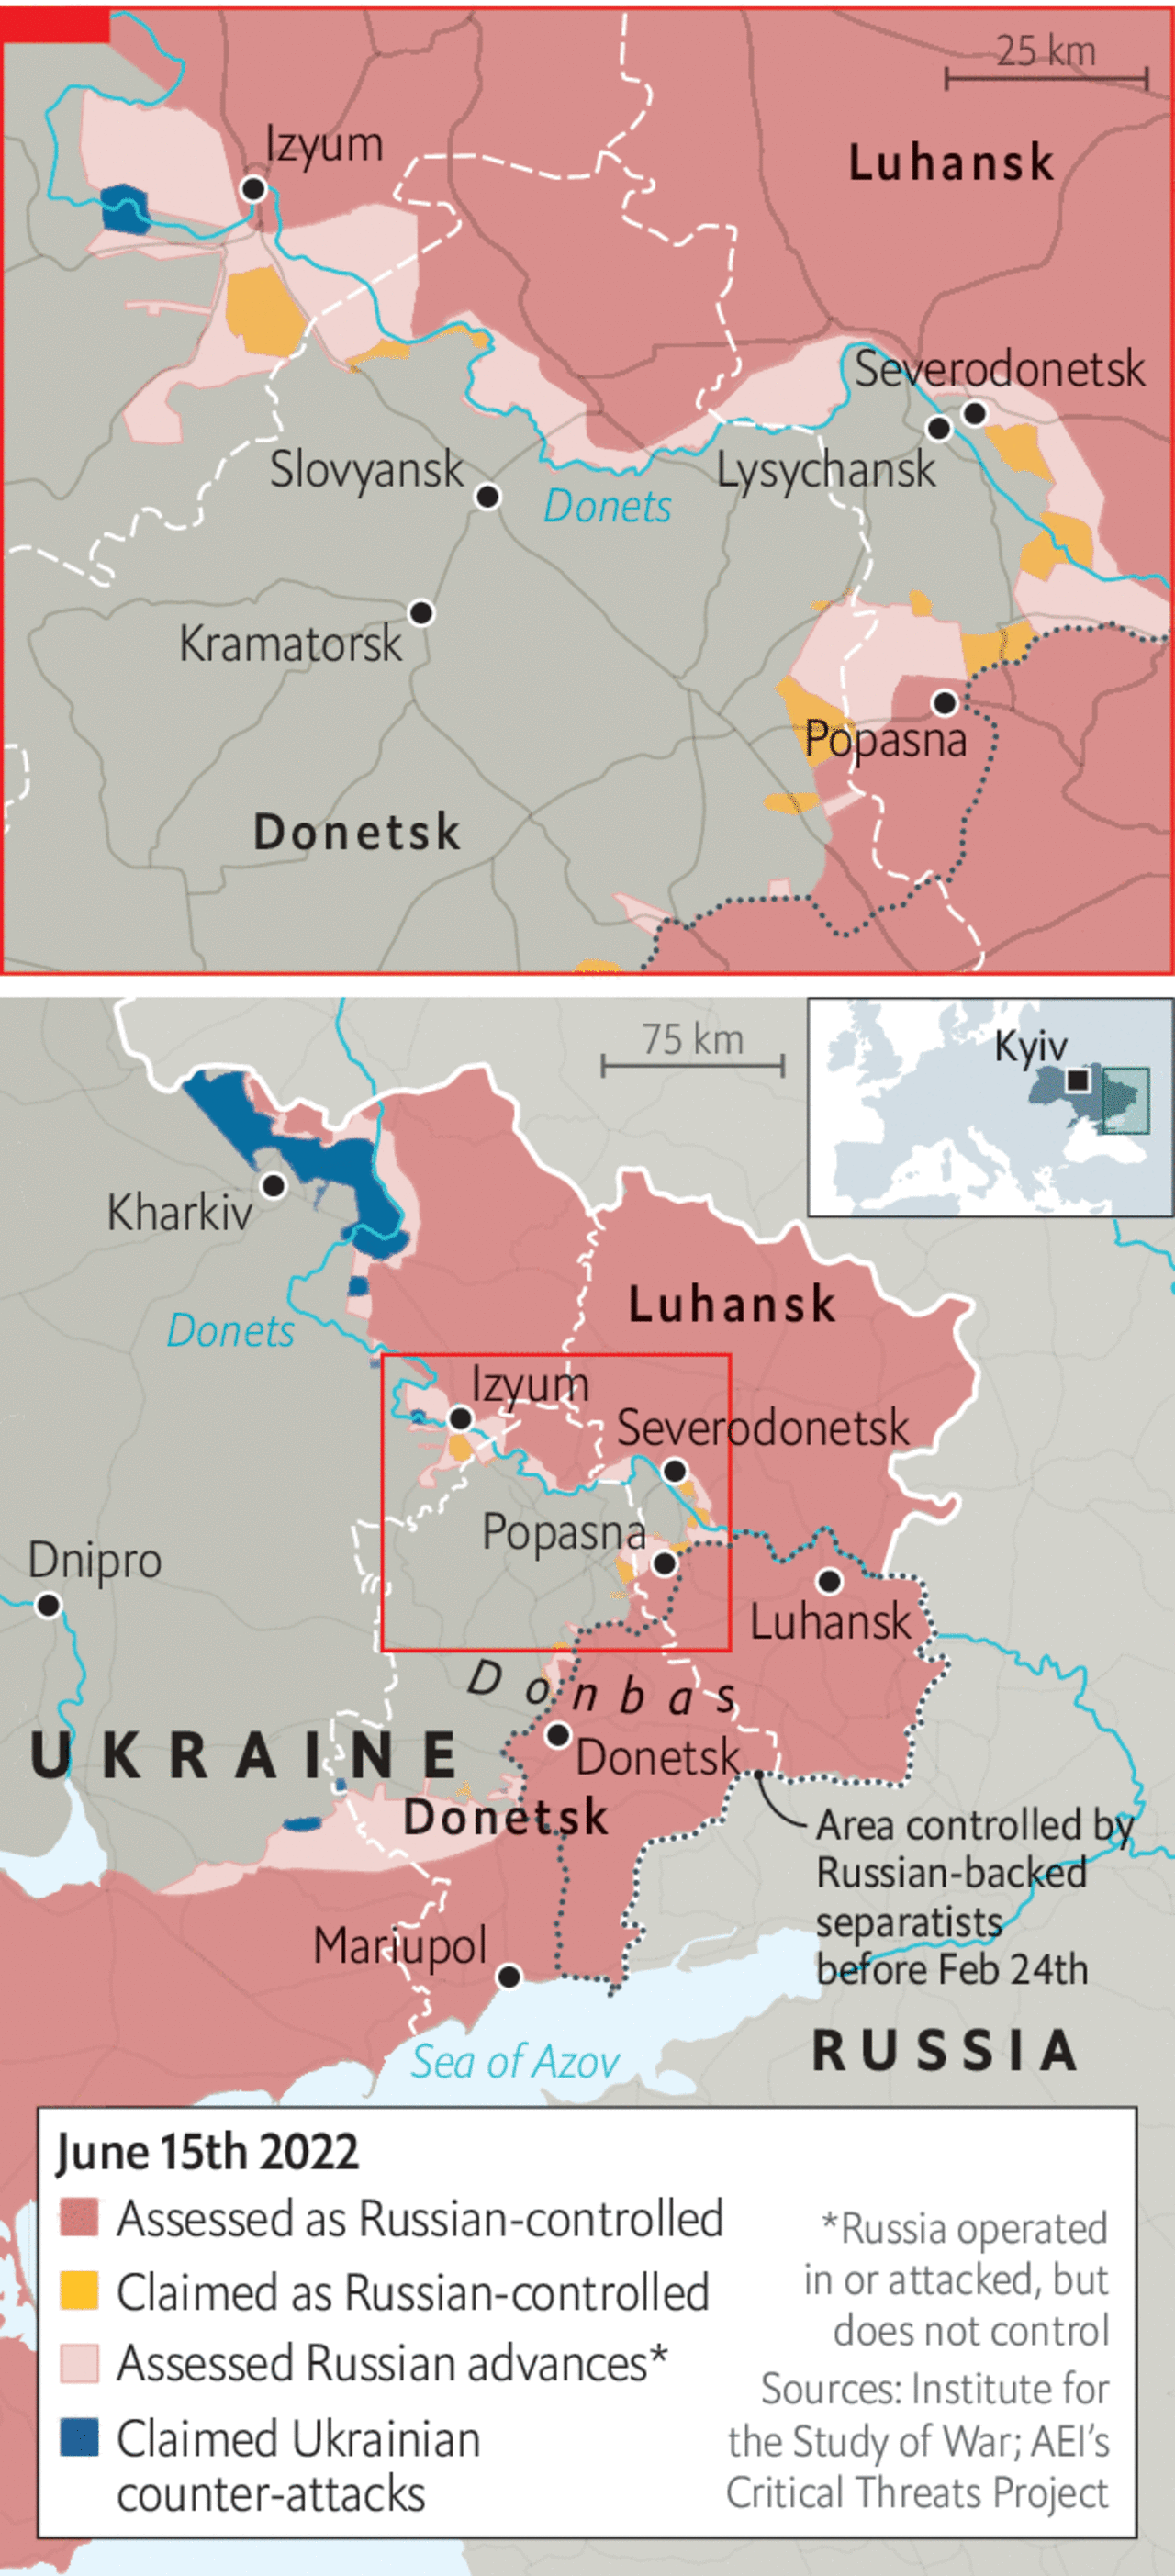 25 km
Izyum
Luhansk
Severodonetsk
Slovyansk
Lysychansk
Donets
Kramatorsk
Popasna
Donetsk
75 km
Kyiv
Kharkiv
Luhansk
Donets
Izyum
Severodonetsk
Popasna
Dnipro
Luhansk
Donbas
UKRAINE
Donetsk
Donetsk
Area controlled by
Russian-backed
separatists
before Feb 24th
Mariupol
RUSSIA
Sea of Azov
June 15th 2022
Assessed as Russian-controlled
Claimed as Russian-controlled
Assessed Russian advances*
Claimed Ukrainian
counter-attacks
*Russia operated
in or attacked, but
does not control
Sources: Institute for
the Study of War; AEI’s
Critical Threats Project